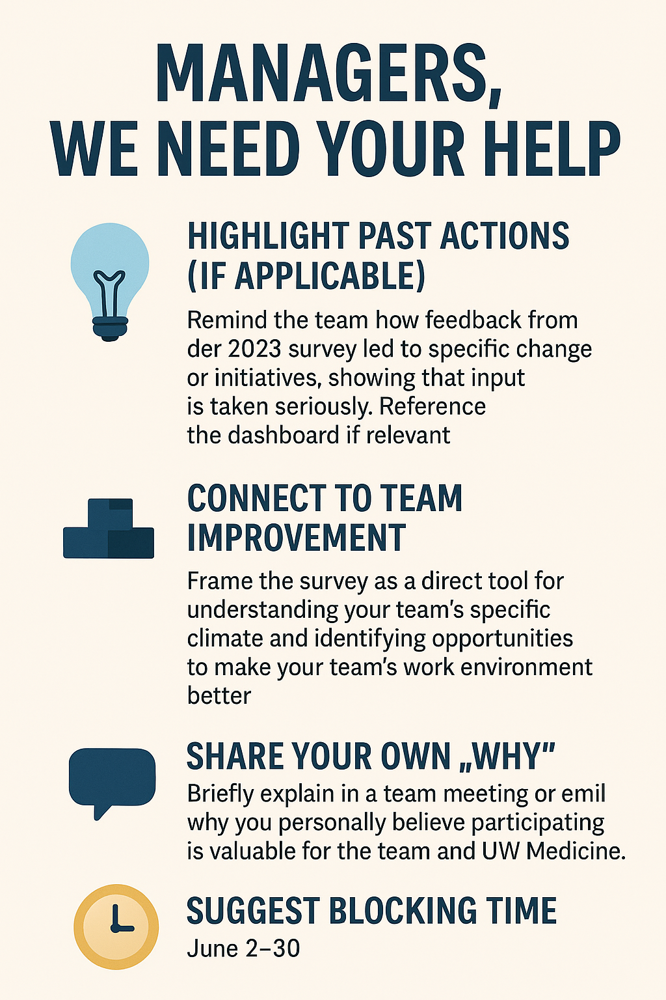 MANAGERS,
WE NEED YOUR HELP
HIGHLIGHT PAST ACTIONS
(IF APPLICABLE)
Remind the team how feedback from
der 2023 survey led to specific change
or initiatives, showing that input
is taken seriously. Reference
the dashboard if relevant
CONNECT TO TEAM
IMPROVEMENT
Frame the survey as a direct tool for
understanding your team's specific
climate and identifying opportunities
to make your team's work environment
better
SHARE YOUR OWN „WHY”
Briefly explain in a team meeting or emil
why you personally believe participating
is valuable for the team and UW Medicine.
SUGGEST BLOCKING TIME
June 2–30